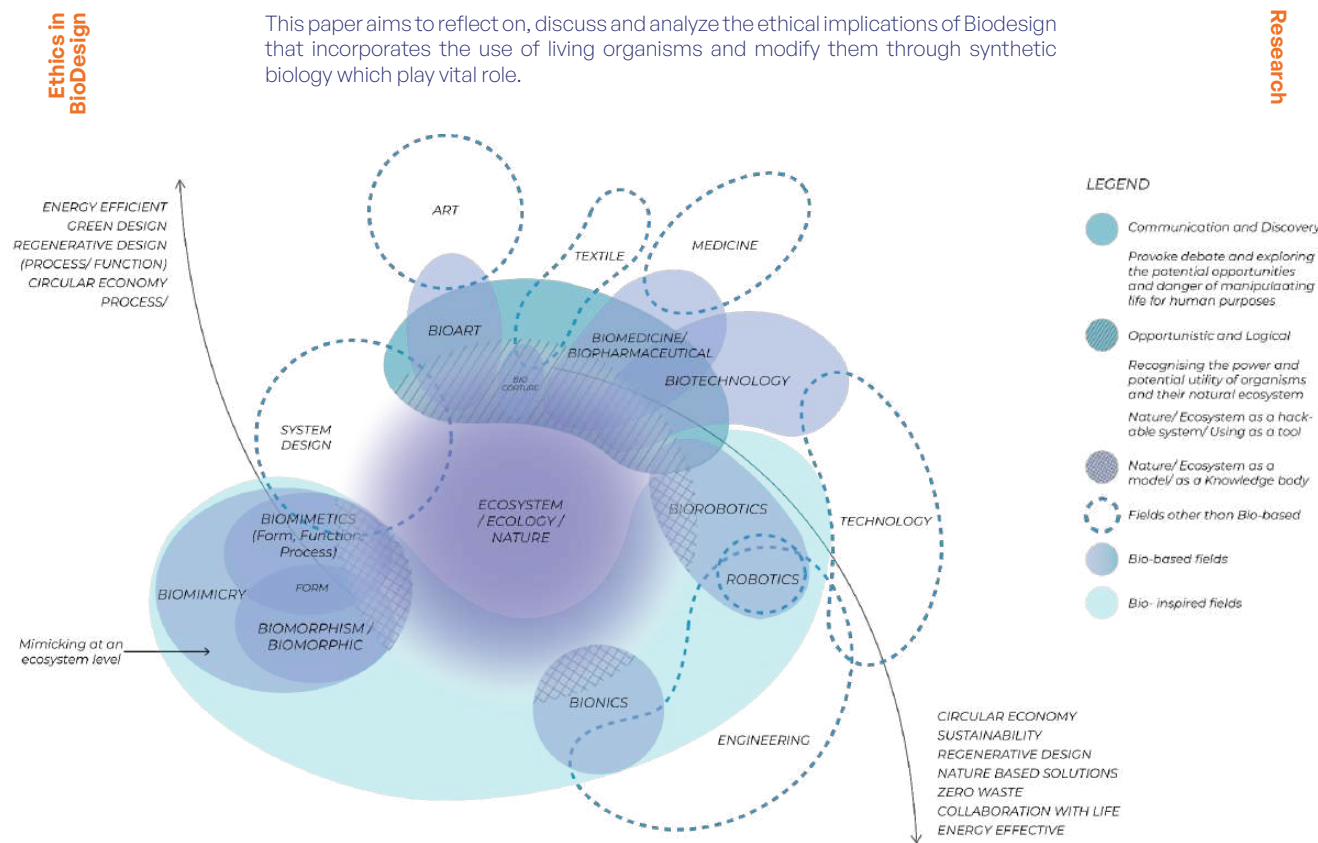 Ethics in
BioDesign
This paper aims to reflect on, discuss and analyze the ethical implications of Biodesign
that incorporates the use of living organisms and modify them through synthetic
biology which play vital role.
Research
ENERGY EFFICIENT
GREEN DESIGN
REGENERATIVE DESIGN
(PROCESS/ FUNCTION)
CIRCULAR ECONOMY
PROCESS/
ART
TEXTILE
MEDICINE
BIOART
BIOMEDICINE/
BIOPHARMACEUTICAL
BIO
CORTURE
BIOTECHNOLOGY
SYSTEM
DESIGN
ECOSYSTEM
/ ECOLOGY /
NATURE
BIOROBOTICS
TECHNOLOGY
BIOMIMETICS
(Form, Function,
Process)
ROBOTICS
FORM
BIOMIMICRY
BIOMORPHISM /
BIOMORPHIC
Mimicking at an
ecosystem level
BIONICS
ENGINEERING
CIRCULAR ECONOMY
SUSTAINABILITY
REGENERATIVE DESIGN
NATURE BASED SOLUTIONS
ZERO WASTE
COLLABORATION WITH LIFE
ENERGY EFFECTIVE
LEGEND
Communication and Discovery
Provoke debate and exploring
the potential opportunities
and danger of manipulaating
life for human purposes
Opportunistic and Logical
Recognising the power and
potential utility of organisms
and their natural ecosystem
Nature/ Ecosystem as a hack-
able system/ Using as a tool
Nature/ Ecosystem as a
model/ as a Knowledge body
Fields other than Bio-based
Bio-based fields
Bio- inspired fields